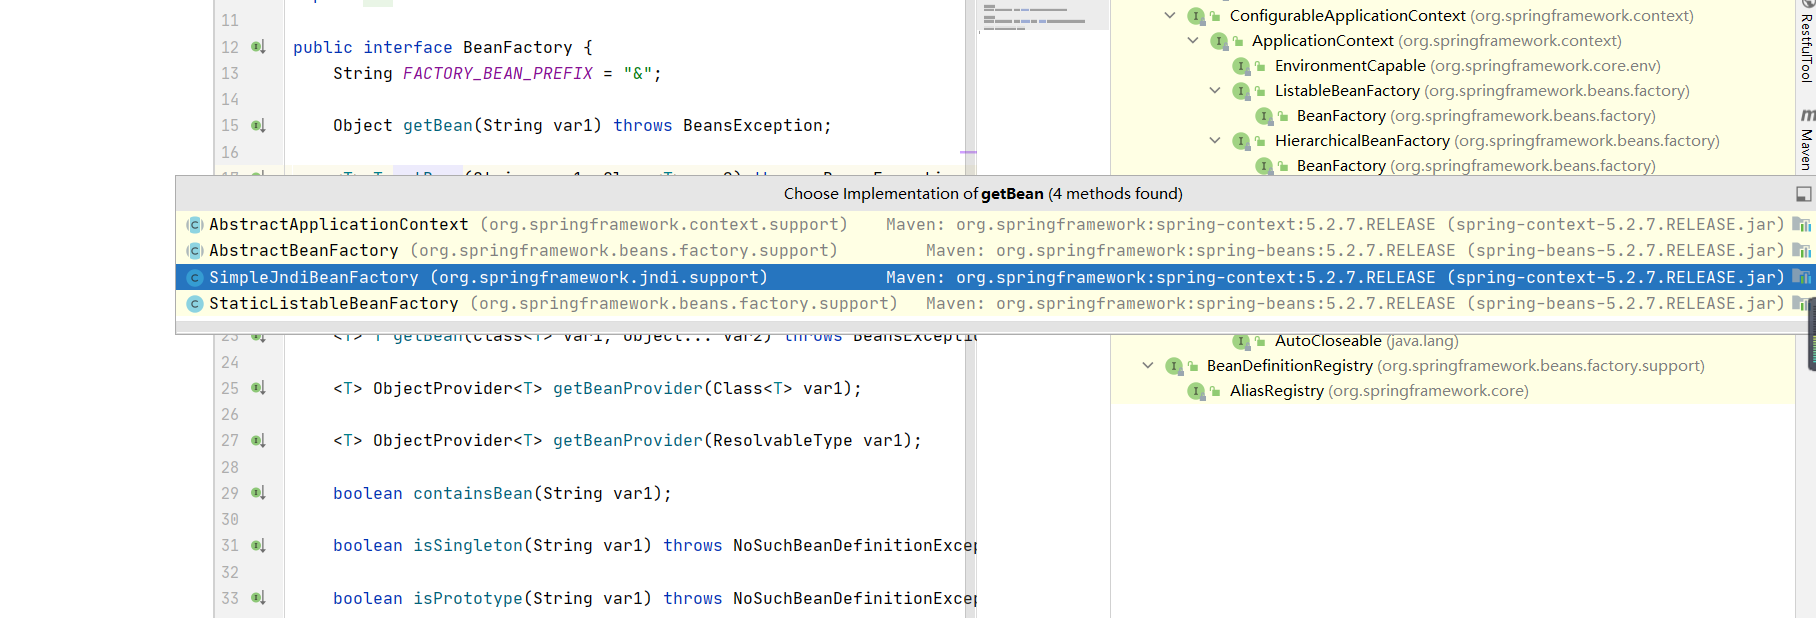 11
12 public interface BeanFactory {
13 String FACTORY_BEAN_PREFIX = "&";
14
15 Object getBean(String var1) throws BeansException;
16
ConfigurableApplicationContext (org.springframework.context)
ApplicationContext (org.springframework.context)
EnvironmentCapable (org.springframework.core.env)
ListableBeanFactory (org.springframework.beans.factory)
BeanFactory (org.springframework.beans.factory)
HierarchicalBeanFactory (org.springframework.beans.factory)
BeanFactory (org.springframework.beans.factory)
RestfulTool
Maven
Choose Implementation of getBean (4 methods found)
AbstractApplicationContext (org.springframework.context.support) Maven: org.springframework:spring-context:5.2.7.RELEASE (spring-context-5.2.7.RELEASE.jar)
AbstractBeanFactory (org.springframework.beans.factory.support) Maven: org.springframework:spring-beans:5.2.7.RELEASE (spring-beans-5.2.7.RELEASE.jar)
SimpleJndiBeanFactory (org.springframework.jndi.support) Maven: org.springframework:spring-context:5.2.7.RELEASE (spring-context-5.2.7.RELEASE.jar)
StaticListableBeanFactory (org.springframework.beans.factory.support) Maven: org.springframework:spring-beans:5.2.7.RELEASE (spring-beans-5.2.7.RELEASE.jar)
23 <T> T getBean(Class<T> var1, Object... var2) throws BeansExceptio
24
25 <T> ObjectProvider<T> getBeanProvider(Class<T> var1);
26
27 <T> ObjectProvider<T> getBeanProvider(ResolvableType var1);
28
29 boolean containsBean(String var1);
30
31 boolean isSingleton(String var1) throws NoSuchBeanDefinitionExcep
32
33 boolean isPrototype(String var1) throws NoSuchBeanDefinitionExcep
AutoCloseable (java.lang)
BeanDefinitionRegistry (org.springframework.beans.factory.support)
AliasRegistry (org.springframework.core)